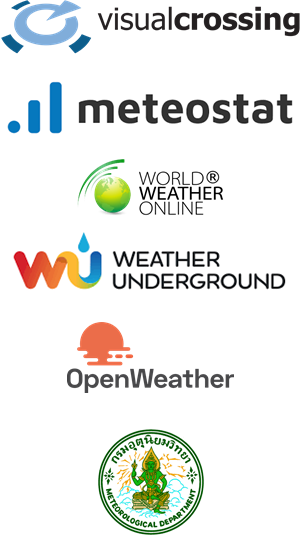 visualcrossing
meteostat
WORLD®
WEATHER
ONLINE
WU WEATHER
UNDERGROUND
OpenWeather
กรมอุตุนิยมวิทยา
METEOROLOGICAL DEPARTMENT